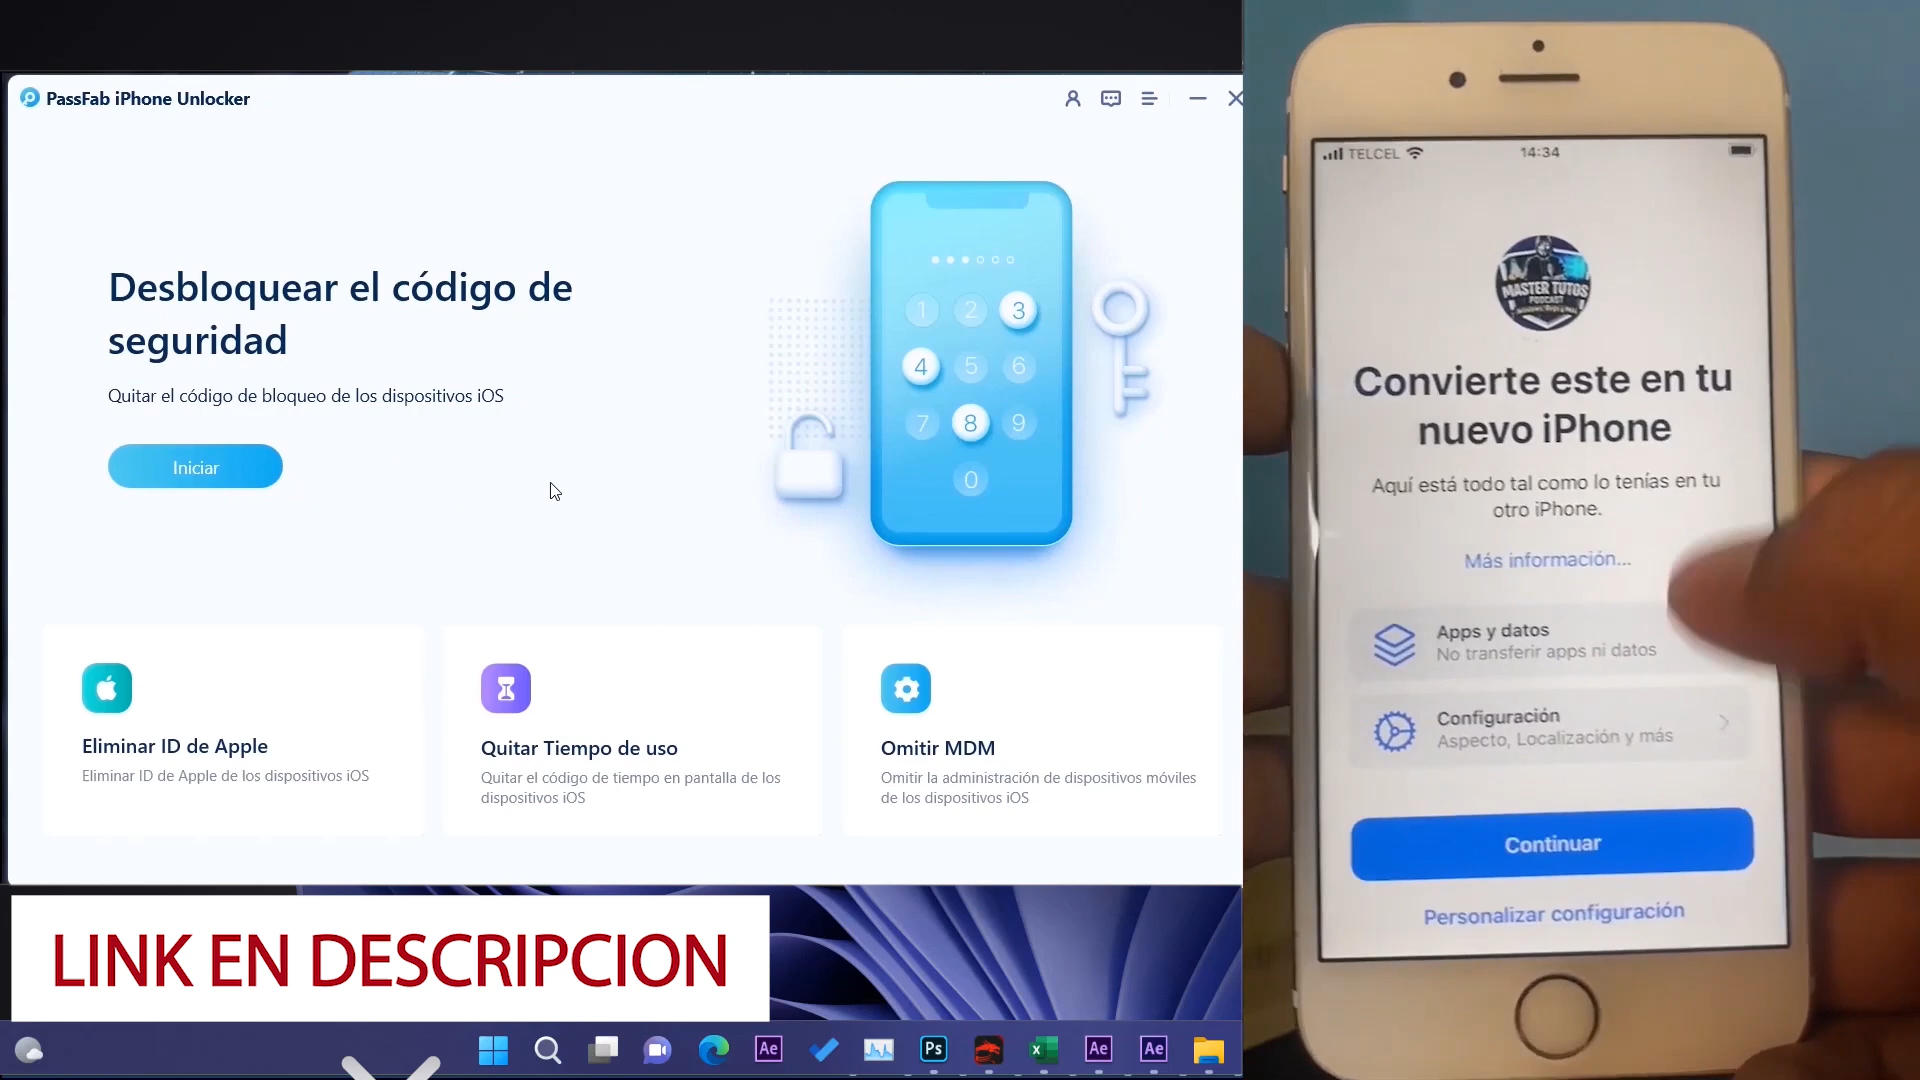 PassFab iPhone Unlocker
Desbloquear el código de
seguridad
Quitar el código de bloqueo de los dispositivos iOS
Iniciar
1 2 3
4 5 6
7 8 9
0
Eliminar ID de Apple
Eliminar ID de Apple de los dispositivos iOS
Quitar Tiempo de uso
Quitar el código de tiempo en pantalla de los
dispositivos iOS
Omitir MDM
Omitir la administración de dispositivos móviles
de los dispositivos iOS
LINK EN DESCRIPCION
Ae
Ps
Ae
Ae
TELCEL 14:34
MASTER TUTOS
PODCAST
Convierte este en tu
nuevo iPhone
Aquí está todo tal como lo tenías en tu
otro iPhone.
Más información...
Apps y datos
No transferir apps ni datos
Configuración
Aspecto, Localización y más
Continuar
Personalizar configuración